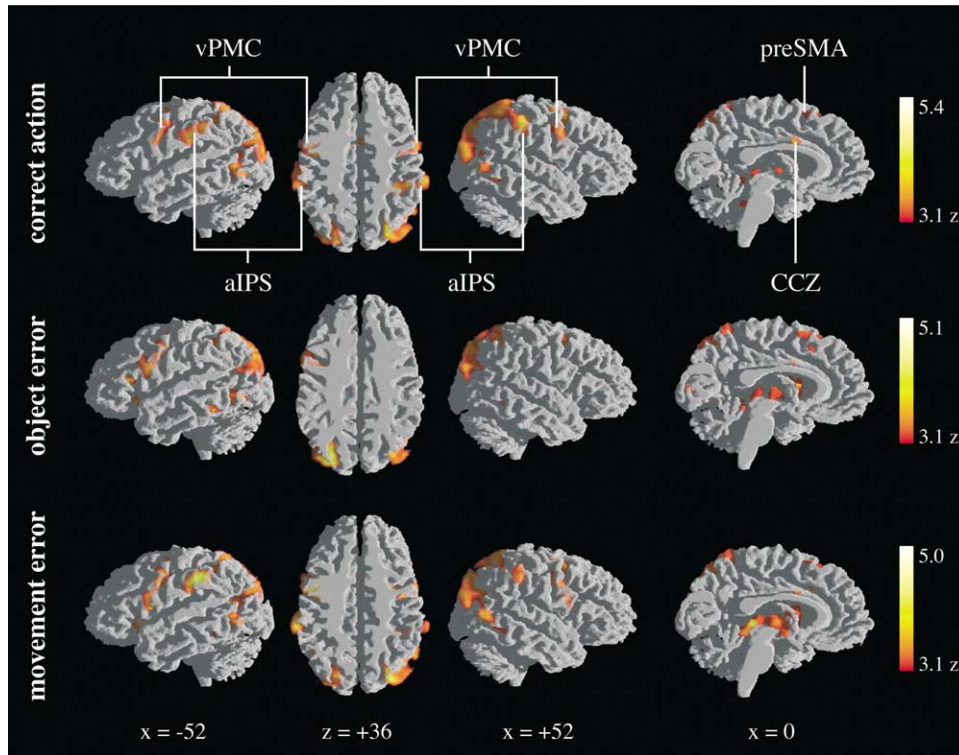 vPMC vPMC preSMA
correct action
5.4
3.1 z
aIPS aIPS CCZ
object error
5.1
3.1 z
movement error
5.0
3.1 z
x = -52 z = +36 x = +52 x = 0